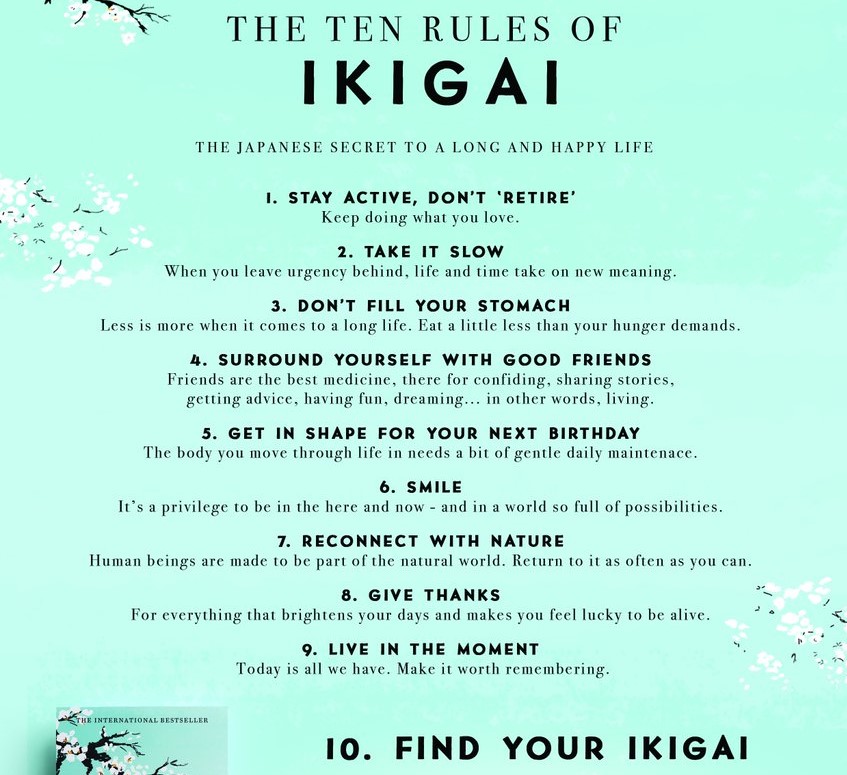 THE TEN RULES OF
IKIGAI
THE JAPANESE SECRET TO A LONG AND HAPPY LIFE
1. STAY ACTIVE, DON'T 'RETIRE'
Keep doing what you love.
2. TAKE IT SLOW
When you leave urgency behind, life and time take on new meaning.
3. DON'T FILL YOUR STOMACH
Less is more when it comes to a long life. Eat a little less than your hunger demands.
4. SURROUND YOURSELF WITH GOOD FRIENDS
Friends are the best medicine, there for confiding, sharing stories,
getting advice, having fun, dreaming... in other words, living.
5. GET IN SHAPE FOR YOUR NEXT BIRTHDAY
The body you move through life in needs a bit of gentle daily maintenace.
6. SMILE
It's a privilege to be in the here and now - and in a world so full of possibilities.
7. RECONNECT WITH NATURE
Human beings are made to be part of the natural world. Return to it as often as you can.
8. GIVE THANKS
For everything that brightens your days and makes you feel lucky to be alive.
9. LIVE IN THE MOMENT
Today is all we have. Make it worth remembering.
THE INTERNATIONAL BESTSELLER
10. FIND YOUR IKIGAI